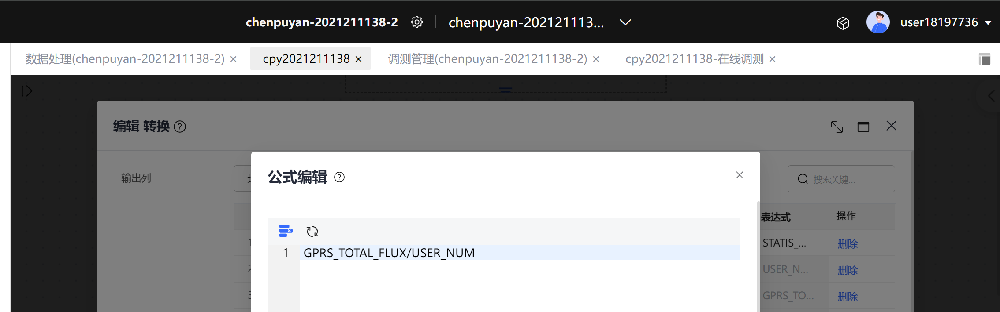 chenpuyan-2021211138-2 chenpuyan-202121113... user18197736
数据处理(chenpuyan-2021211138-2) cpy2021211138 调测管理(chenpuyan-2021211138-2) cpy2021211138-在线调测
编辑 转换
公式编辑
输出列
搜索关键...
表达式 操作
STATIS_... 删除
1 GPRS_TOTAL_FLUX/USER_NUM
USER_N... 删除
GPRS_TO... 删除